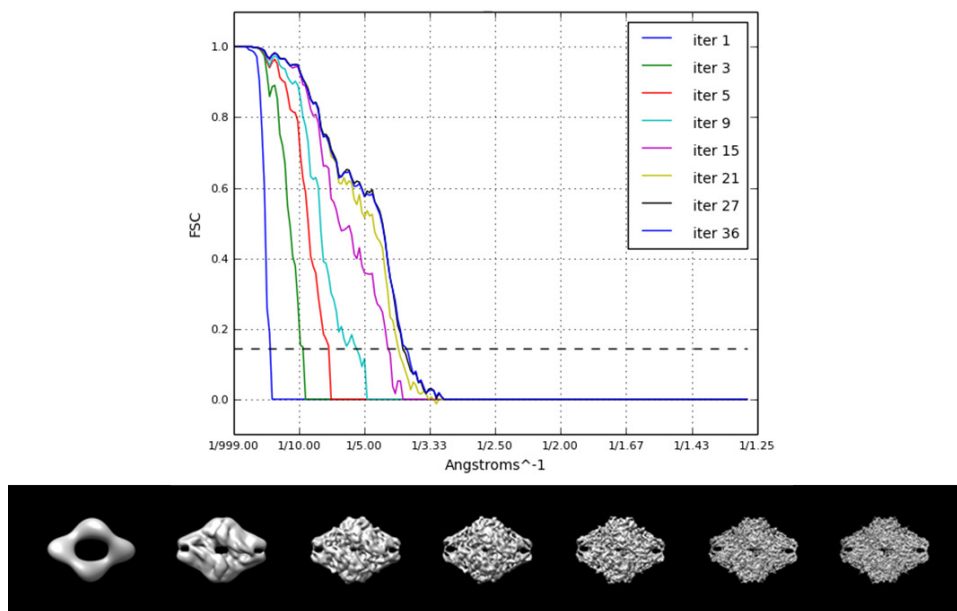 1.0
0.8
0.6
0.4
0.2
0.0
FSC
1/999.00 1/10.00 1/5.00 1/3.33 1/2.50 1/2.00 1/1.67 1/1.43 1/1.25
Angstroms^-1
iter 1
iter 3
iter 5
iter 9
iter 15
iter 21
iter 27
iter 36